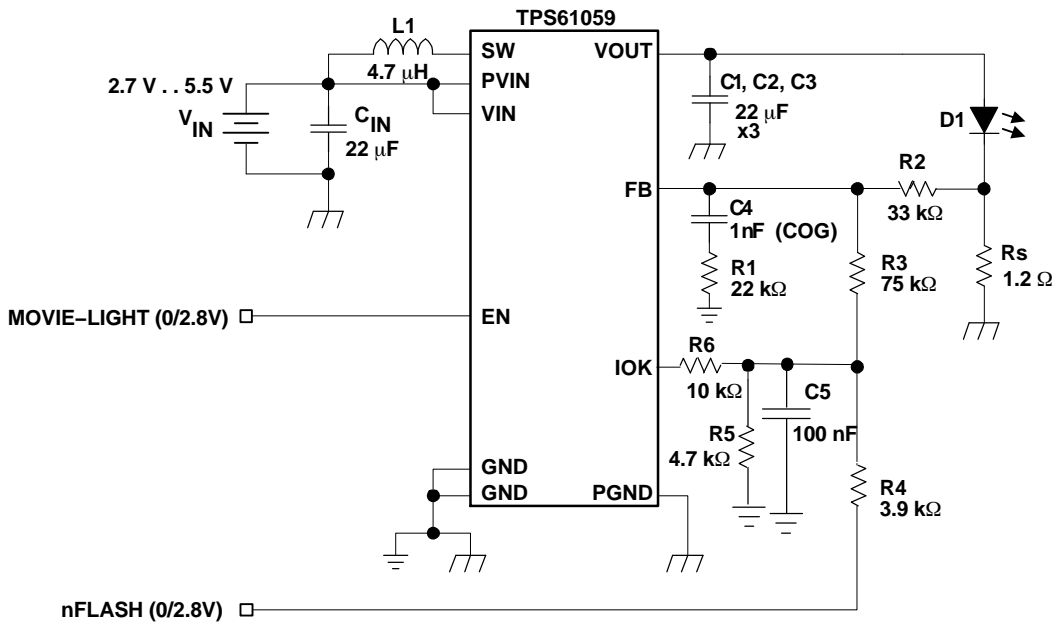 TPS61059
L1
4.7 μH
SW
PVIN
VIN
VOUT
2.7 V . . 5.5 V
VIN
CIN
22 μF
C1, C2, C3
22 μF
x3
D1
FB
R2
33 kΩ
C4
1nF (COG)
R1
22 kΩ
R3
75 kΩ
Rs
1.2 Ω
MOVIE–LIGHT (0/2.8V)
EN
IOK
R6
10 kΩ
C5
100 nF
R5
4.7 kΩ
GND
GND
PGND
R4
3.9 kΩ
nFLASH (0/2.8V)